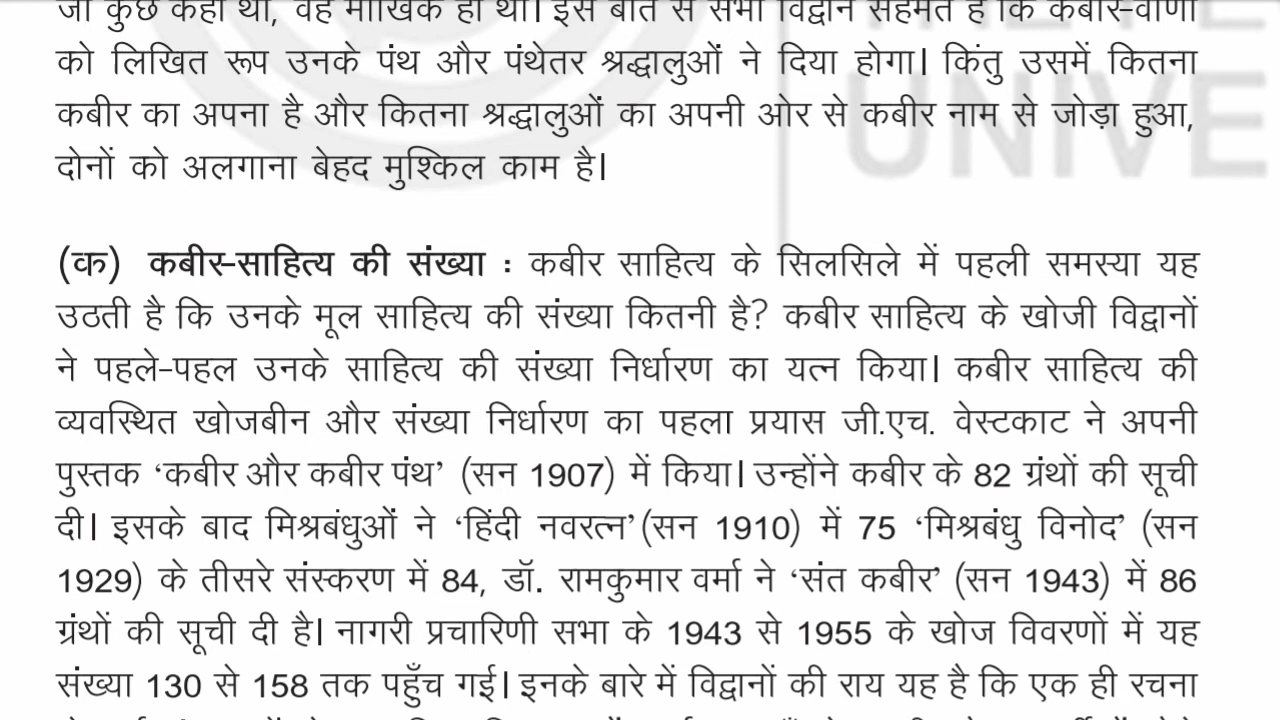 जो कुछ कहा था, वह मौखिक ही था। इस बात से सभी विद्वान सहमत हैं कि कबीर-वाणी
को लिखित रूप उनके पंथ और पंथेतर श्रद्धालुओं ने दिया होगा। किंतु उसमें कितना
कबीर का अपना है और कितना श्रद्धालुओं का अपनी ओर से कबीर नाम से जोड़ा हुआ,
दोनों को अलगाना बेहद मुश्किल काम है।
UNIVE
(क) कबीर-साहित्य की संख्या : कबीर साहित्य के सिलसिले में पहली समस्या यह
उठती है कि उनके मूल साहित्य की संख्या कितनी है? कबीर साहित्य के खोजी विद्वानों
ने पहले-पहल उनके साहित्य की संख्या निर्धारण का यत्न किया। कबीर साहित्य की
व्यवस्थित खोजबीन और संख्या निर्धारण का पहला प्रयास जी.एच. वेस्टकाट ने अपनी
पुस्तक ‘कबीर और कबीर पंथ’ (सन 1907) में किया। उन्होंने कबीर के 82 ग्रंथों की सूची
दी। इसके बाद मिश्रबंधुओं ने ‘हिंदी नवरत्न’(सन 1910) में 75 ‘मिश्रबंधु विनोद’ (सन
1929) के तीसरे संस्करण में 84, डॉ. रामकुमार वर्मा ने ‘संत कबीर’ (सन 1943) में 86
ग्रंथों की सूची दी है। नागरी प्रचारिणी सभा के 1943 से 1955 के खोज विवरणों में यह
संख्या 130 से 158 तक पहुँच गई। इनके बारे में विद्वानों की राय यह है कि एक ही रचना